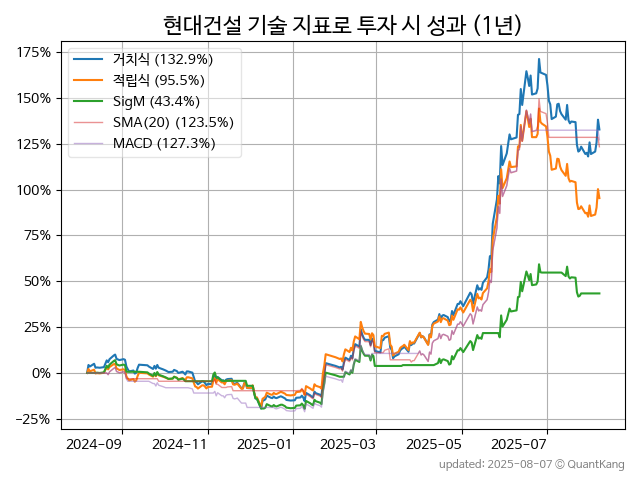 현대건설 기술 지표로 투자 시 성과 (1년)
175%
150%
125%
100%
75%
50%
25%
0%
−25%
거치식 (132.9%)
적립식 (95.5%)
SigM (43.4%)
SMA(20) (123.5%)
MACD (127.3%)
2024-09
2024-11
2025-01
2025-03
2025-05
2025-07
updated: 2025-08-07 © QuantKang